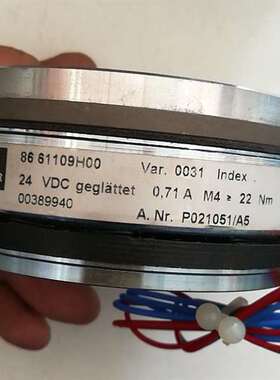 86 61109H00 Var. 0031 Index .
24 VDC geglättet 0,71 A M4 ≥ 22 Nm
00389940
A. Nr. P021051/A5